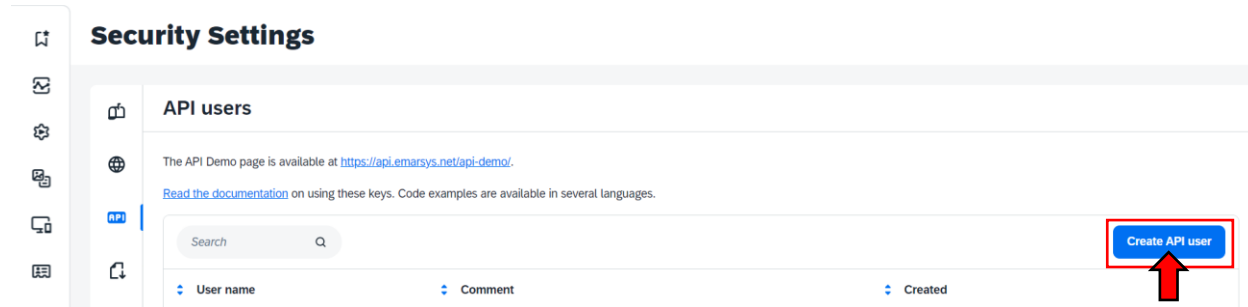 Security Settings
API users
The API Demo page is available at https://api.emarsys.net/api-demo/.
API
Read the documentation on using these keys. Code examples are available in several languages.
Search
Create API user
User name Comment Created